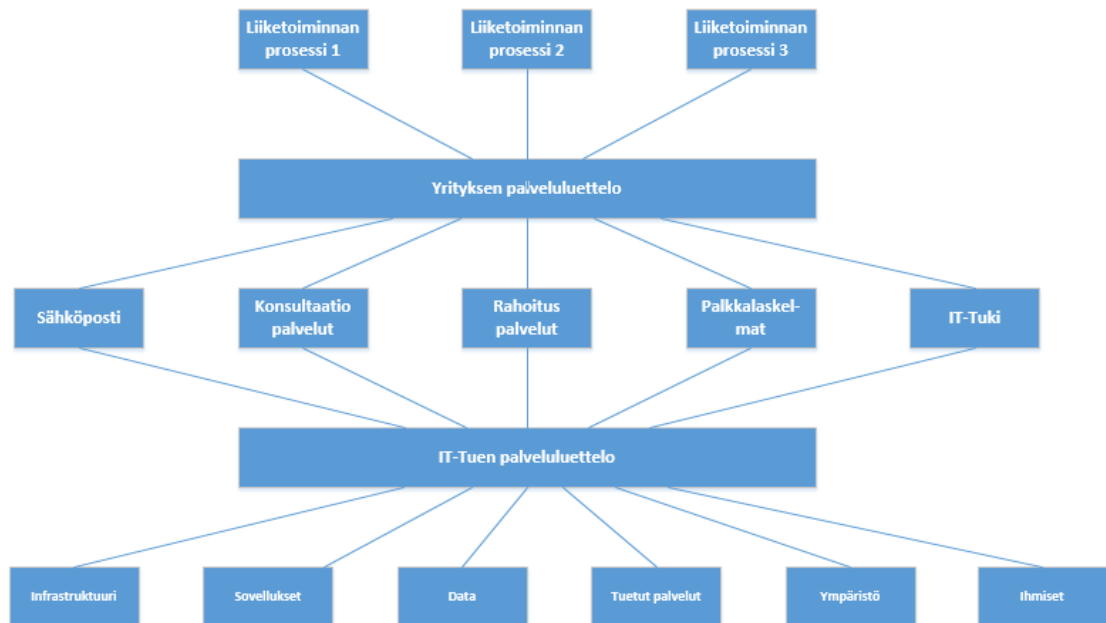 Liiketoiminnan
prosessi 1
Liiketoiminnan
prosessi 2
Liiketoiminnan
prosessi 3
Yrityksen palveluluettelo
Sähköposti
Konsultaatio
palvelut
Rahoitus
palvelut
Palkkalaskel-
mat
IT-Tuki
IT-Tuen palveluluettelo
Infrastruktuuri
Sovellukset
Data
Tuetut palvelut
Ympäristö
Ihmiset